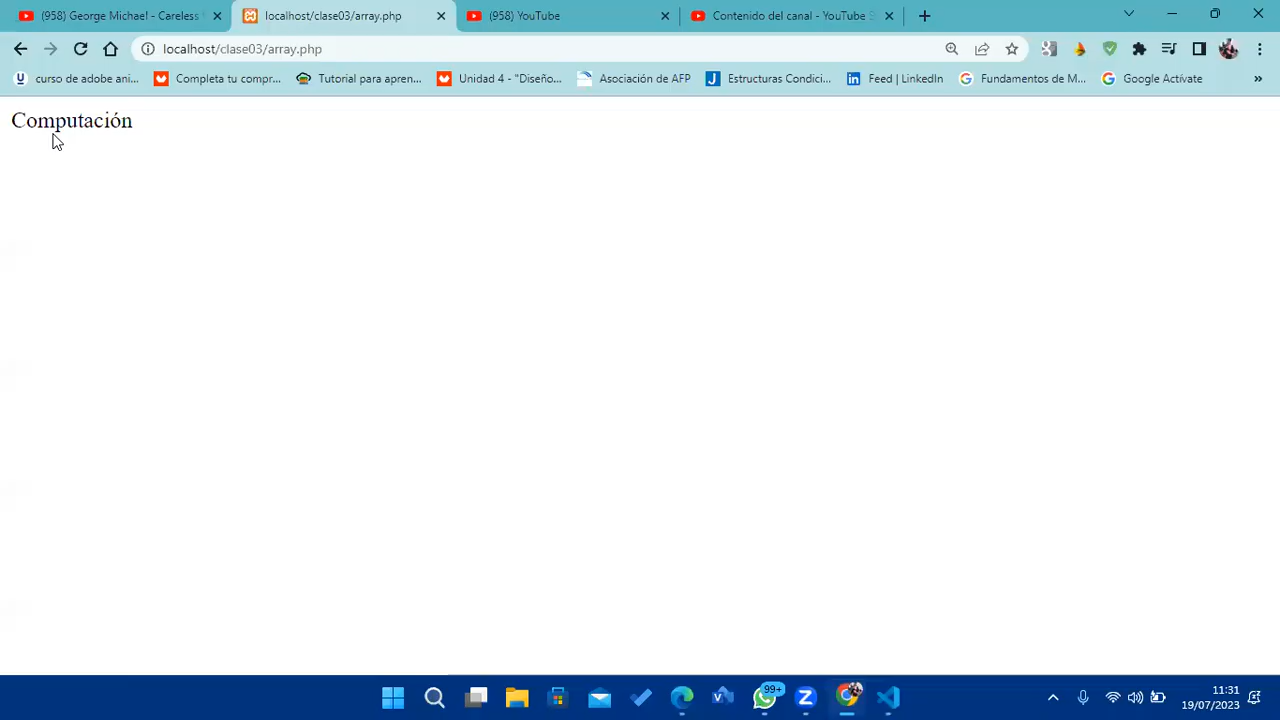 (958) George Michael - Careless
localhost/clase03/array.php
(958) YouTube
Contenido del canal - YouTube S
localhost/clase03/array.php
curso de adobe ani...
Completa tu compr...
Tutorial para apren...
Unidad 4 - "Diseño...
Asociación de AFP
Estructuras Condici...
Feed | LinkedIn
Fundamentos de M...
Google Actívate
»
Computación
99+
11:31
19/07/2023